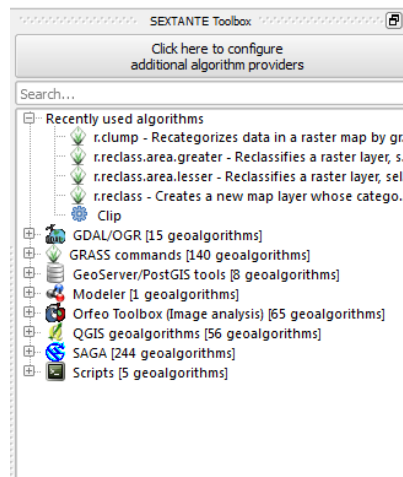 SEXTANTE Toolbox
Click here to configure
additional algorithm providers
Search...
Recently used algorithms
r.clump - Recategorizes data in a raster map by gr.
r.reclass.area.greater - Reclassifies a raster layer, s.
r.reclass.area.lesser - Reclassifies a raster layer, sel
r.reclass - Creates a new map layer whose catego.
Clip
GDAL/OGR [15 geoalgorithms]
GRASS commands [140 geoalgorithms]
GeoServer/PostGIS tools [8 geoalgorithms]
Modeler [1 geoalgorithms]
Orfeo Toolbox (Image analysis) [65 geoalgorithms]
QGIS geoalgorithms [56 geoalgorithms]
SAGA [244 geoalgorithms]
Scripts [5 geoalgorithms]